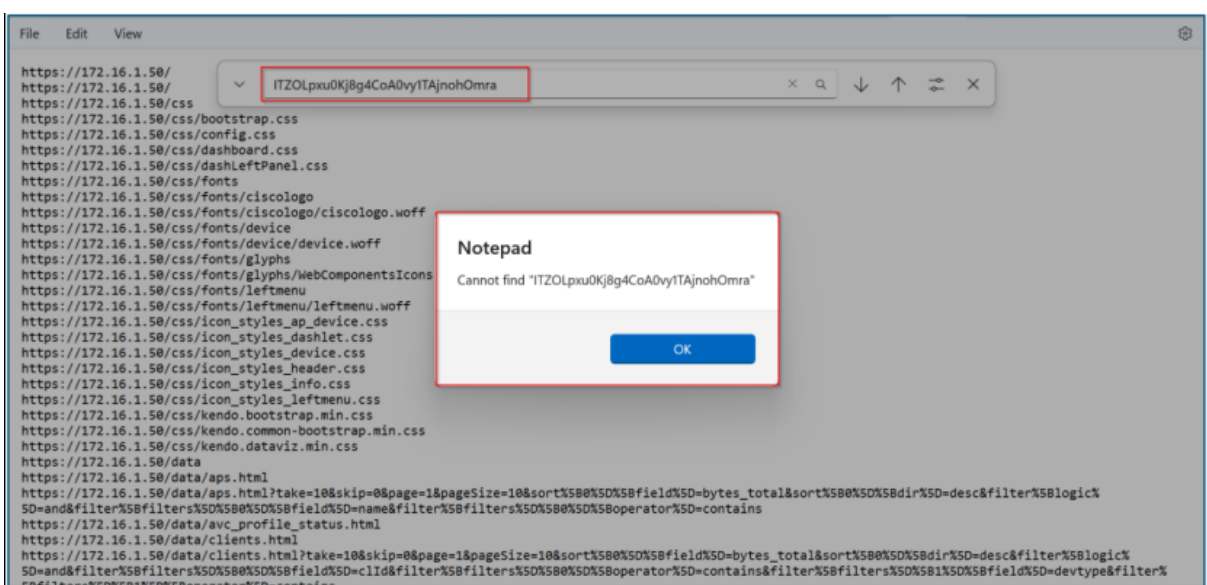 File Edit View
ITZOLpxu0Kj8g4CoA0vy1TAjnohOmra
https://172.16.1.50/
https://172.16.1.50/
https://172.16.1.50/css
https://172.16.1.50/css/bootstrap.css
https://172.16.1.50/css/config.css
https://172.16.1.50/css/dashboard.css
https://172.16.1.50/css/dashLeftPanel.css
https://172.16.1.50/css/fonts
https://172.16.1.50/css/fonts/ciscologo
https://172.16.1.50/css/fonts/ciscologo/ciscologo.woff
https://172.16.1.50/css/fonts/device
https://172.16.1.50/css/fonts/device/device.woff
https://172.16.1.50/css/fonts/glyphs
https://172.16.1.50/css/fonts/glyphs/WebComponentsIcons
https://172.16.1.50/css/fonts/leftmenu
https://172.16.1.50/css/fonts/leftmenu/leftmenu.woff
https://172.16.1.50/css/icon_styles_ap_device.css
https://172.16.1.50/css/icon_styles_dashlet.css
https://172.16.1.50/css/icon_styles_device.css
https://172.16.1.50/css/icon_styles_header.css
https://172.16.1.50/css/icon_styles_info.css
https://172.16.1.50/css/icon_styles_leftmenu.css
https://172.16.1.50/css/kendo.bootstrap.min.css
https://172.16.1.50/css/kendo.common-bootstrap.min.css
https://172.16.1.50/css/kendo.dataviz.min.css
https://172.16.1.50/data
https://172.16.1.50/data/aps.html
https://172.16.1.50/data/aps.html?take=10&skip=0&page=1&pageSize=10&sort%5B0%5D%5Bfield%5D=bytes_total&sort%5B0%5D%5Bdir%5D=desc&filter%5Blogic%
5D=and&filter%5Bfilters%5D%5B0%5D%5Bfield%5D=name&filter%5Bfilters%5D%5B0%5D%5Boperator%5D=contains
https://172.16.1.50/data/avc_profile_status.html
https://172.16.1.50/data/clients.html
https://172.16.1.50/data/clients.html?take=10&skip=0&page=1&pageSize=10&sort%5B0%5D%5Bfield%5D=bytes_total&sort%5B0%5D%5Bdir%5D=desc&filter%5Blogic%
5D=and&filter%5Bfilters%5D%5B0%5D%5Bfield%5D=clId&filter%5Bfilters%5D%5B0%5D%5Boperator%5D=contains&filter%5Bfilters%5D%5B1%5D%5Bfield%5D=devtype&filter%
Notepad
Cannot find "ITZOLpxu0Kj8g4CoA0vy1TAjnohOmra"
OK